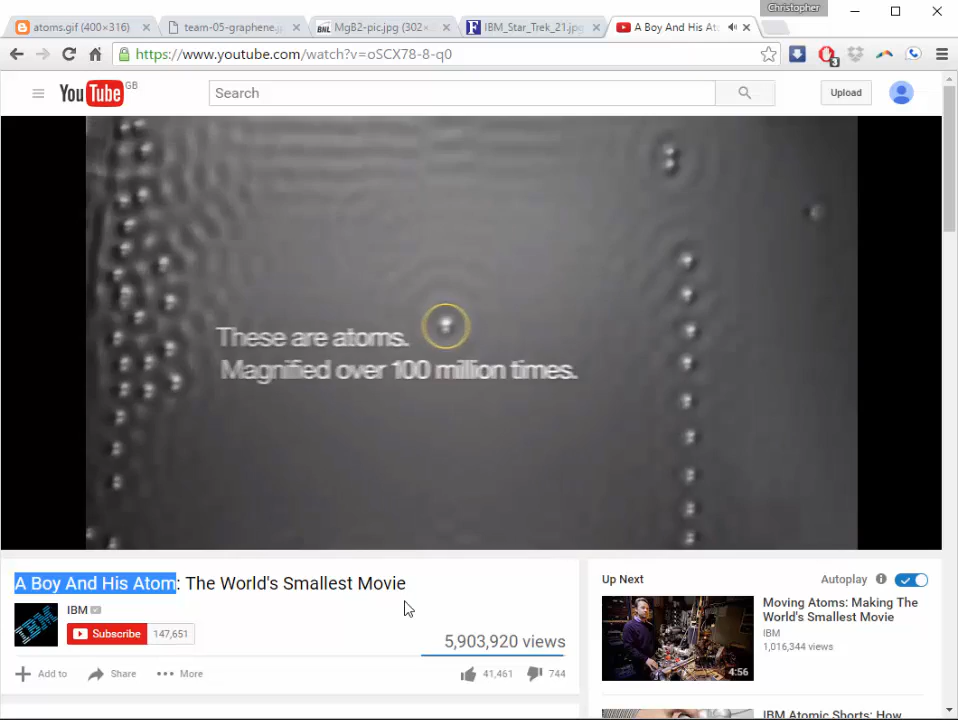 Christopher
atoms.gif (400×316)
team-05-graphene.j
MgB2-pic.jpg (302×
IBM_Star_Trek_21.jpg
A Boy And His Ato
https://www.youtube.com/watch?v=oSCX78-8-q0
3
YouTube GB
Search
Upload
These are atoms.
Magnified over 100 million times.
A Boy And His Atom: The World's Smallest Movie
IBM
Subscribe 147,651
5,903,920 views
Add to Share More 41,461 744
Up Next Autoplay
Moving Atoms: Making The
World's Smallest Movie
IBM
1,016,344 views
4:56
IBM Atomic Shorts: How